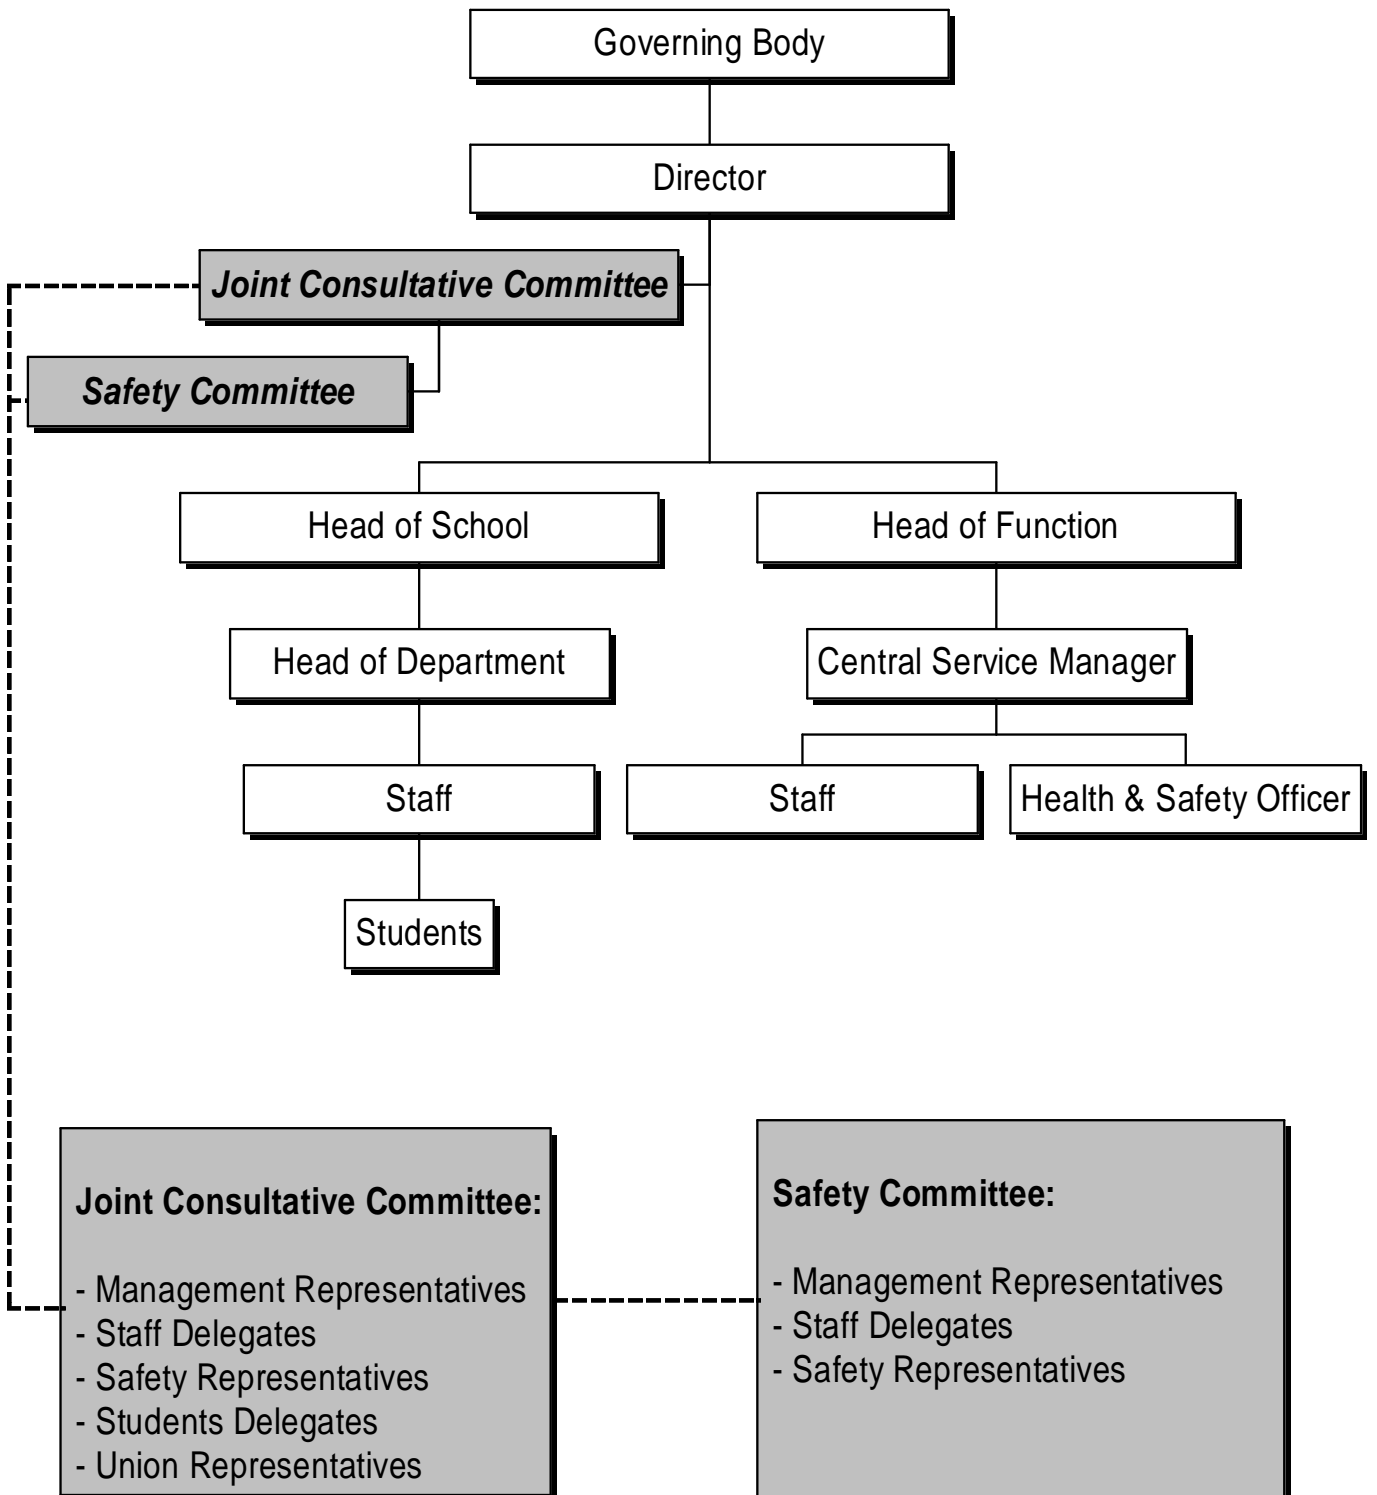 Governing Body
Director
Joint Consultative Committee
Safety Committee
Head of School
Head of Function
Head of Department
Central Service Manager
Staff
Staff
Health & Safety Officer
Students
Joint Consultative Committee:
- Management Representatives
- Staff Delegates
- Safety Representatives
- Students Delegates
- Union Representatives
Safety Committee:
- Management Representatives
- Staff Delegates
- Safety Representatives